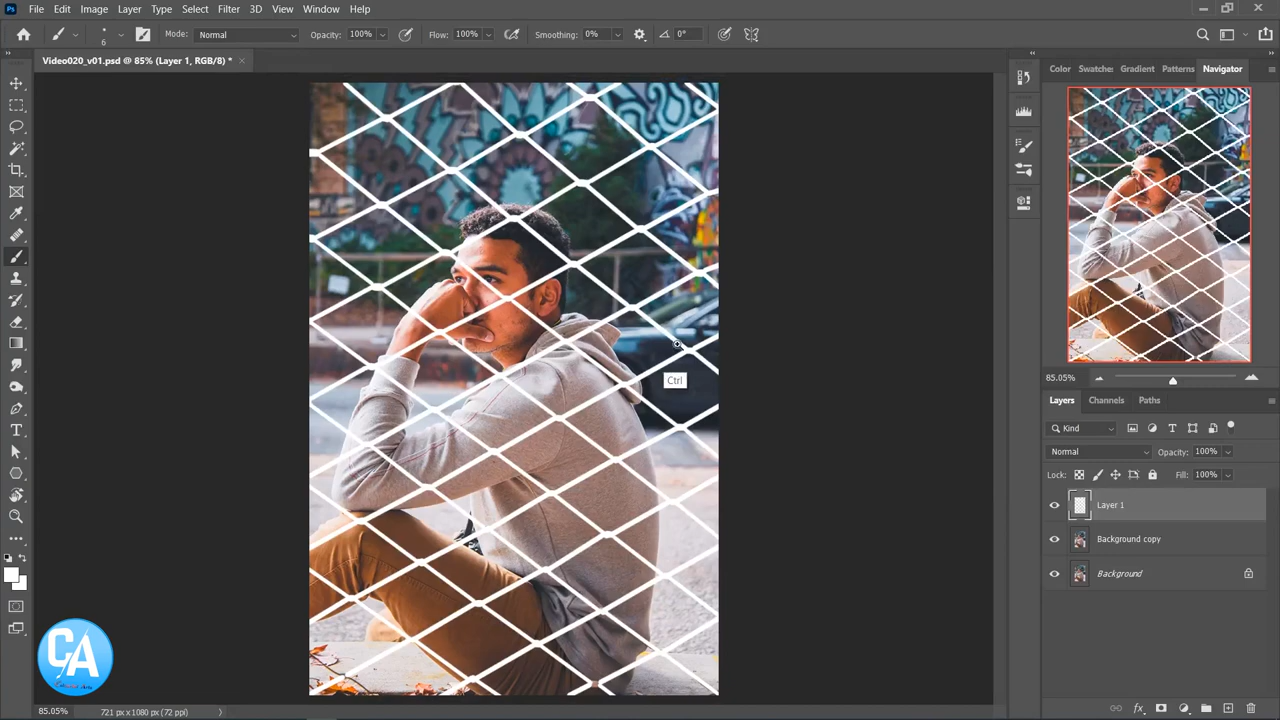 Ps File Edit Image Layer Type Select Filter 3D View Window Help
6 Mode: Normal Opacity: 100% Flow: 100% Smoothing: 0% 0°
Video020_v01.psd @ 85% (Layer 1, RGB/8) * ×
Color Swatches Gradient Patterns Navigator
85.05%
Ctrl
Layers Channels Paths
Kind
Normal Opacity: 100%
Lock: Fill: 100%
Layer 1
Background copy
Background
CA
fx
85.05% 721 px x 1080 px (72 ppi)